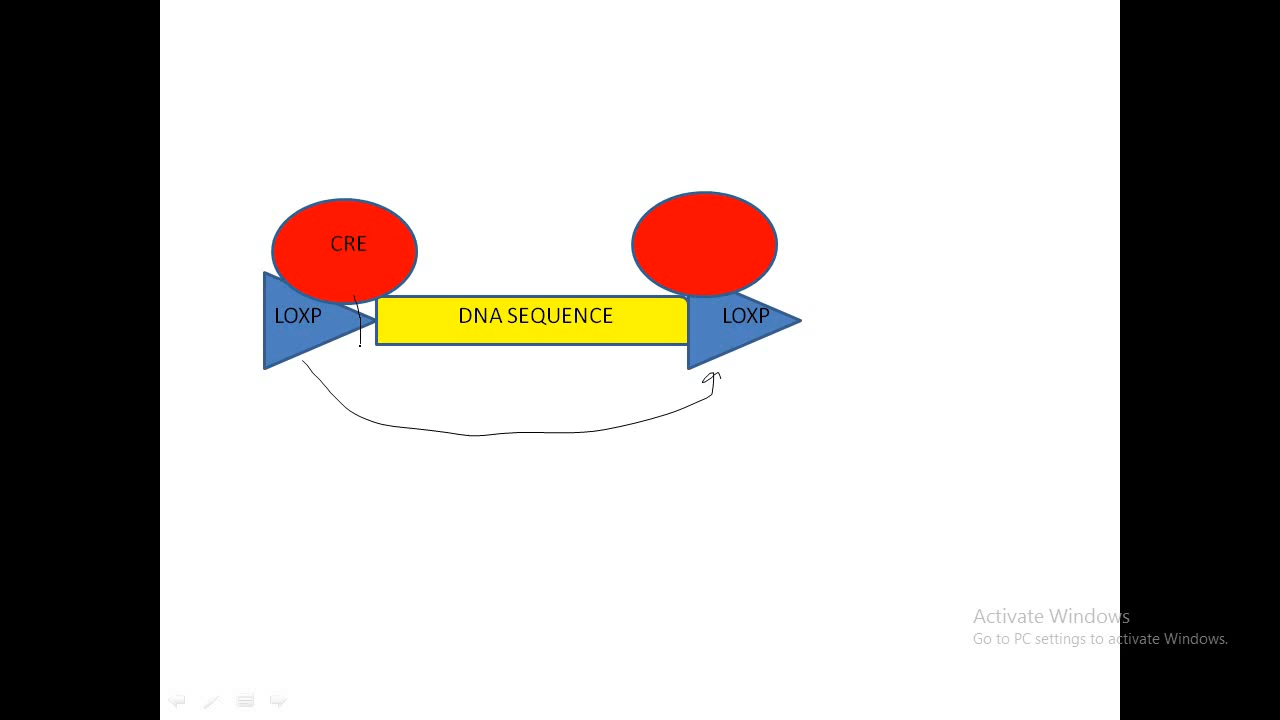 CRE
LOXP
DNA SEQUENCE
LOXP
Activate Windows
Go to PC settings to activate Windows.